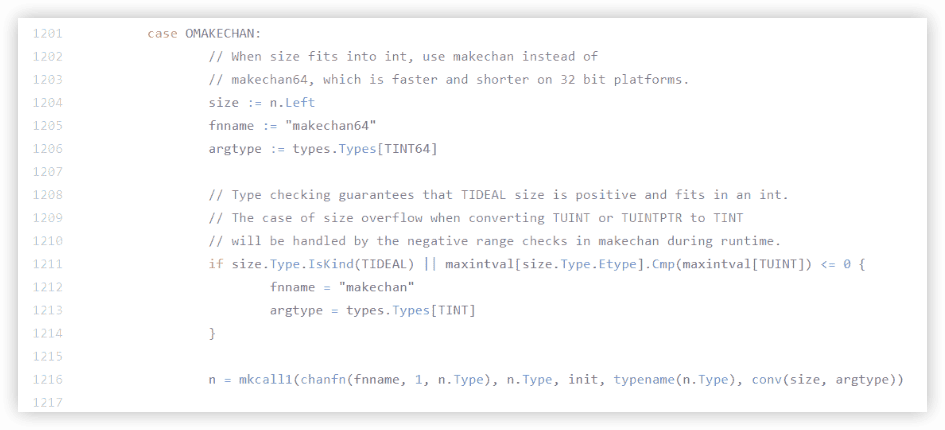 1201 case OMAKECHAN:
1202 // When size fits into int, use makechan instead of
1203 // makechan64, which is faster and shorter on 32 bit platforms.
1204 size := n.Left
1205 fnname := "makechan64"
1206 argtype := types.Types[TINT64]
1207
1208 // Type checking guarantees that TIDEAL size is positive and fits in an int.
1209 // The case of size overflow when converting TUINT or TUINTPTR to TINT
1210 // will be handled by the negative range checks in makechan during runtime.
1211 if size.Type.IsKind(TIDEAL) || maxintval[size.Type.Etype].Cmp(maxintval[TUINT]) <= 0 {
1212 fnname = "makechan"
1213 argtype = types.Types[TINT]
1214 }
1215
1216 n = mkcall1(chanfn(fnname, 1, n.Type), n.Type, init, typename(n.Type), conv(size, argtype))
1217